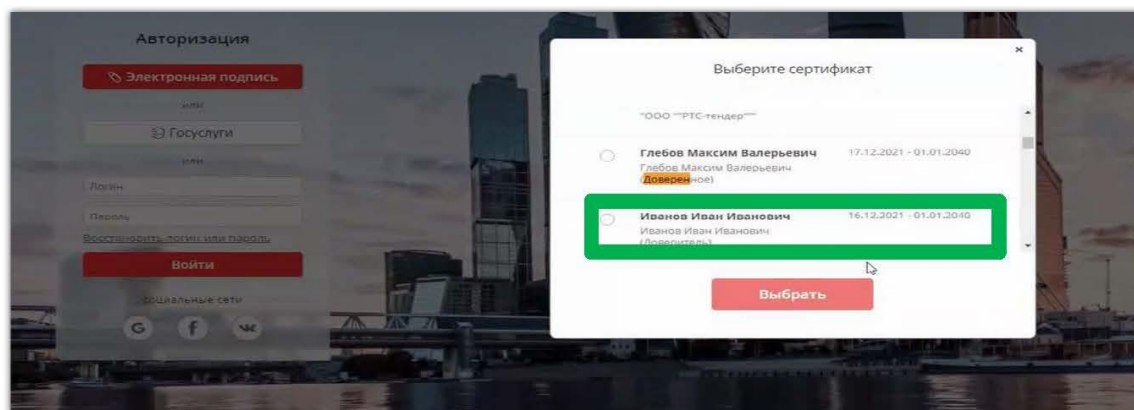 Авторизация
Электронная подпись
или
Госуслуги
или
Логин
Пароль
Восстановить логин или пароль
Войти
социальные сети
G f
×
Выберите сертификат
"ООО ""РТС-тендер"""
Глебов Максим Валерьевич 17.12.2021 - 01.01.2040
Глебов Максим Валерьевич
(Доверенное)
Иванов Иван Иванович 16.12.2021 - 01.01.2040
Иванов Иван Иванович
(Доверитель)
Выбрать